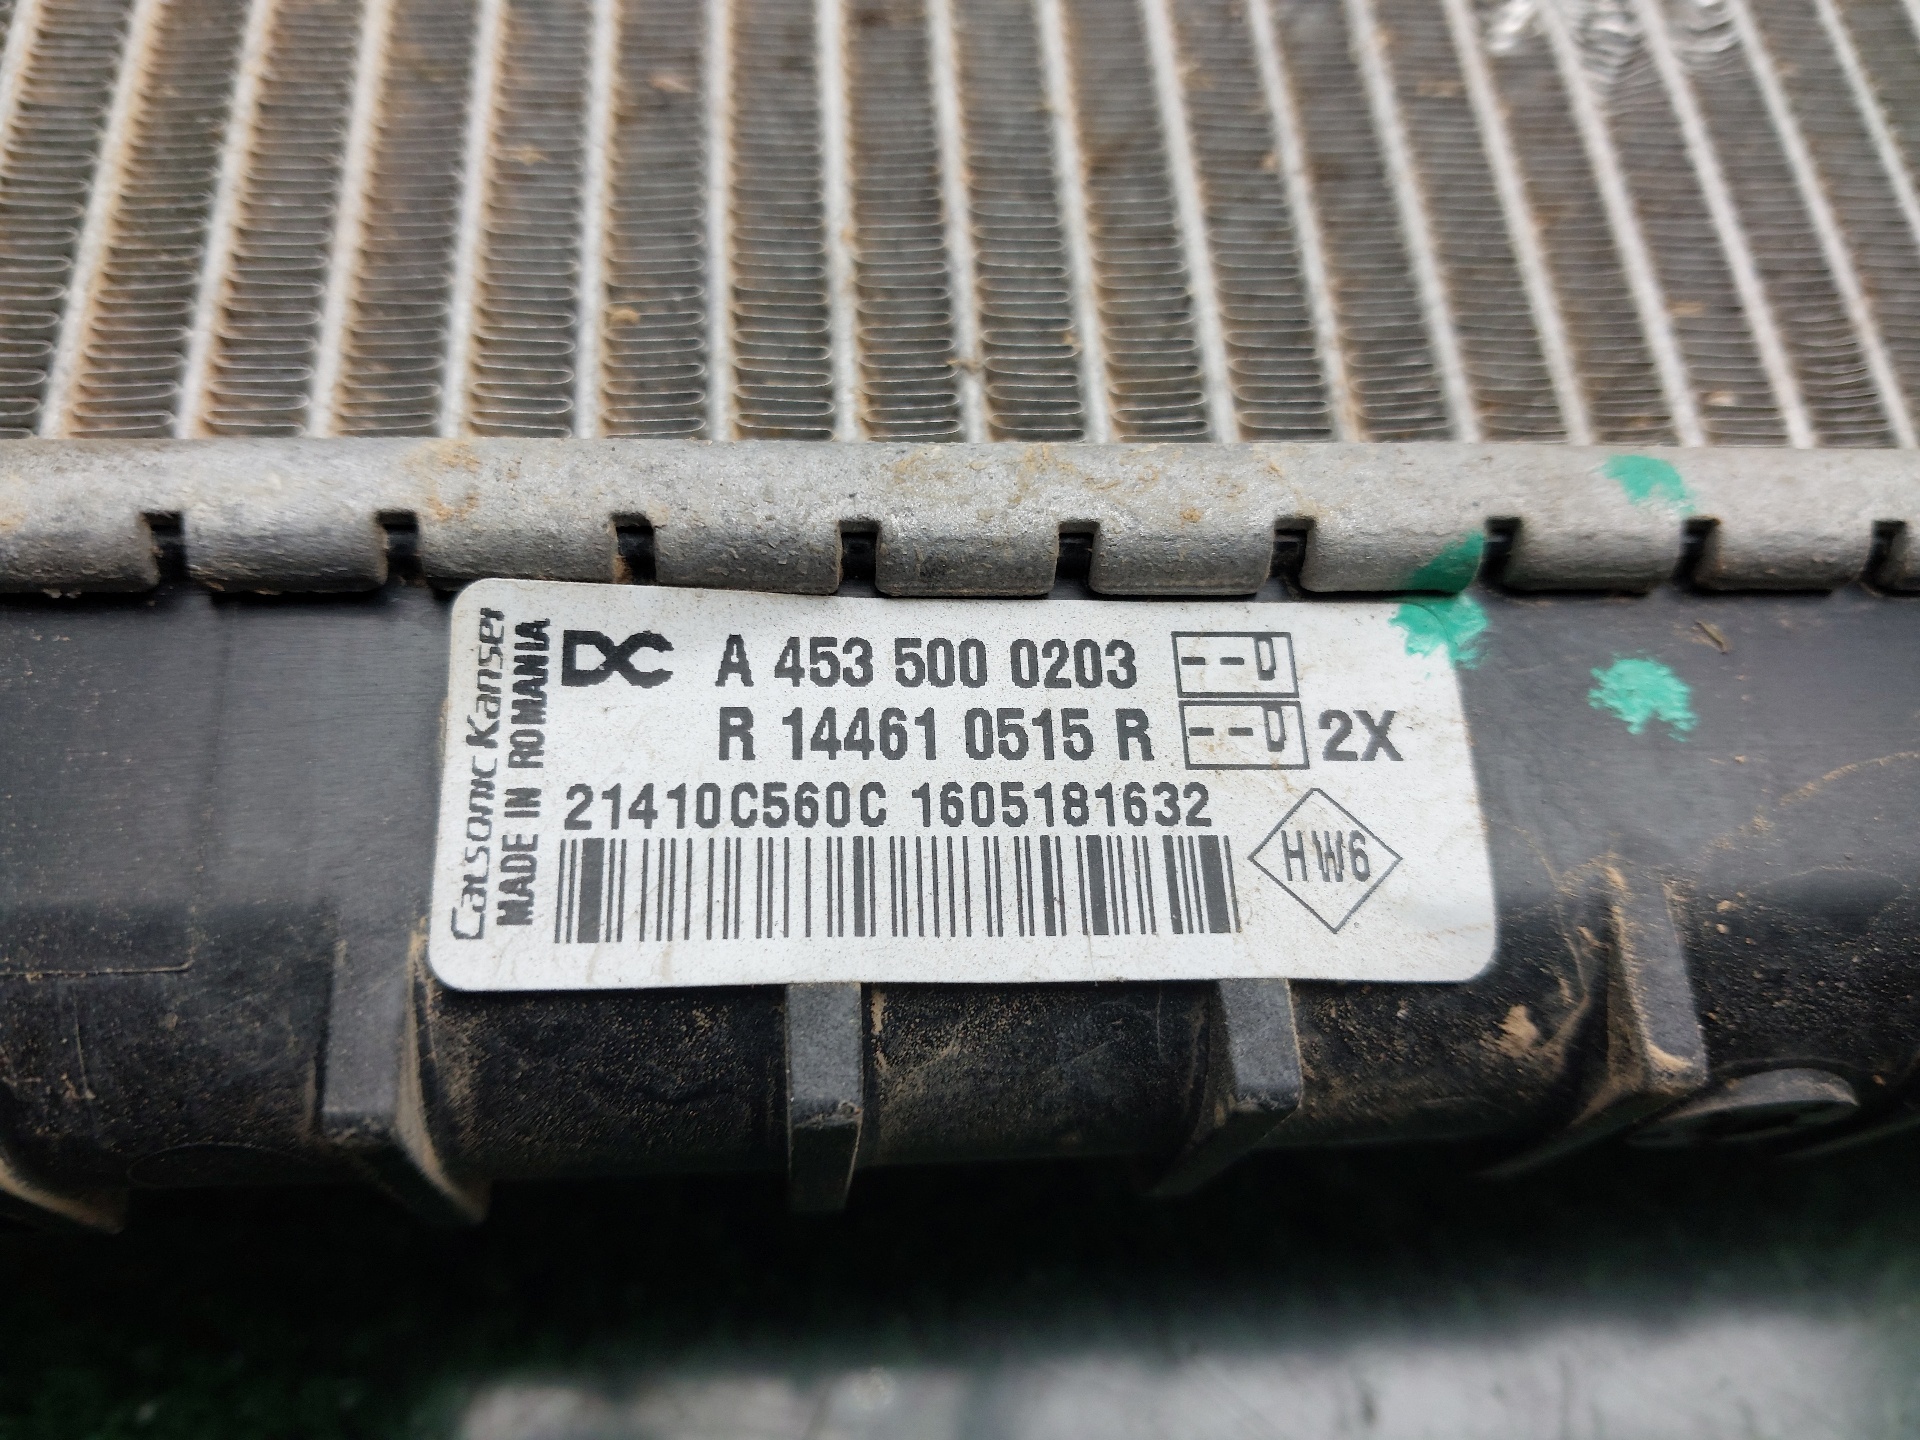 Calsonic Kansei
MADE IN ROMANIA
DC A 453 500 0203
R 14461 0515 R 2X
21410C560C 1605181632
HW6